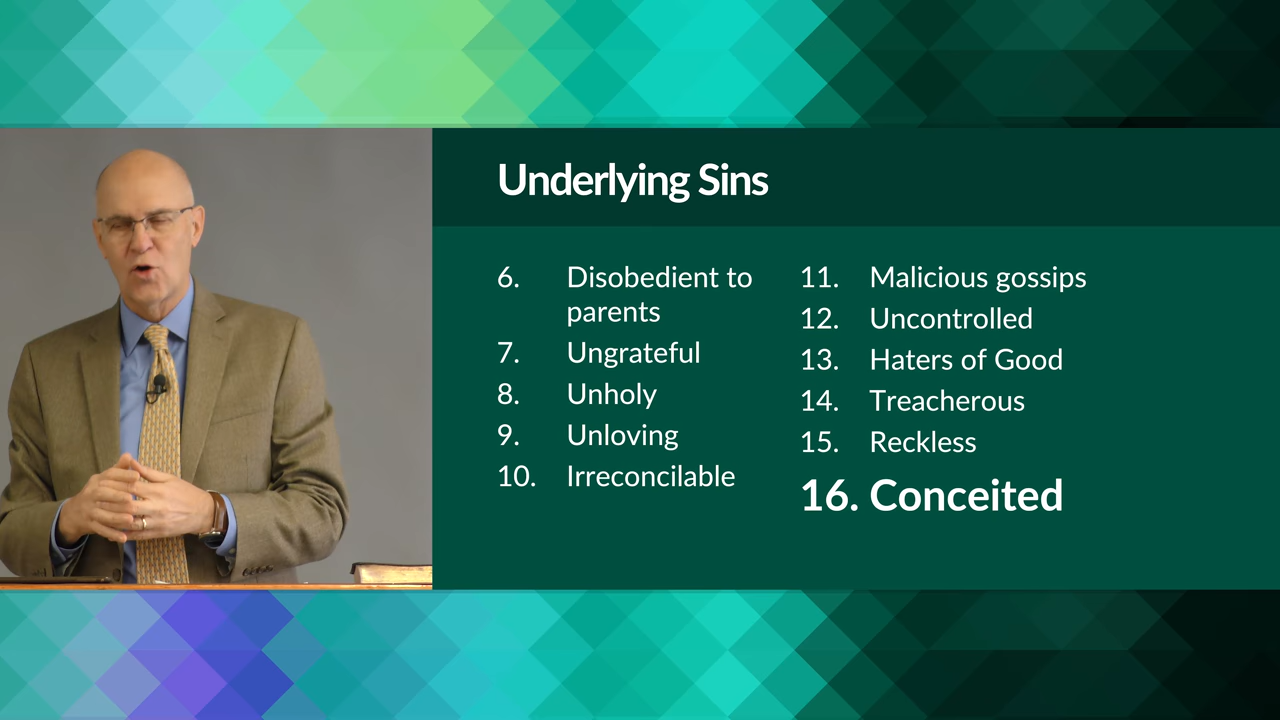 Underlying Sins
6. Disobedient to
parents
7. Ungrateful
8. Unholy
9. Unloving
10. Irreconcilable
11. Malicious gossips
12. Uncontrolled
13. Haters of Good
14. Treacherous
15. Reckless
16. Conceited